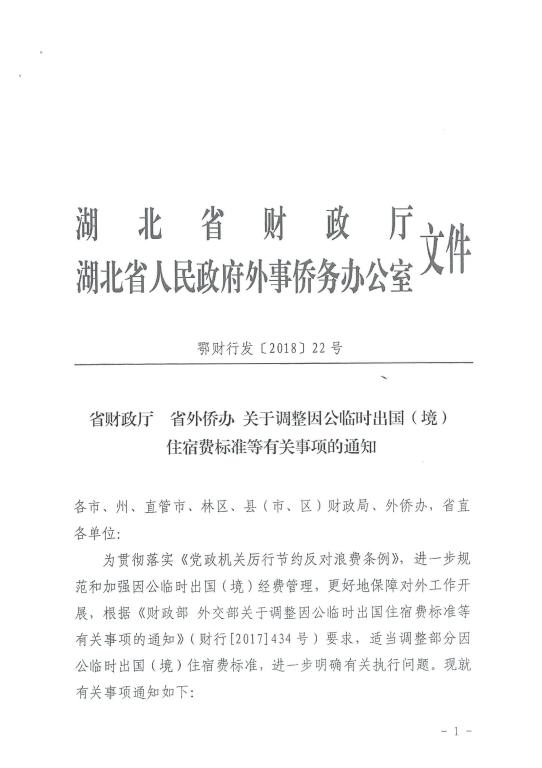 湖北省财政厅
湖北省人民政府外事侨务办公室
文件
鄂财行发〔2018〕22号
省财政厅 省外侨办 关于调整因公临时出国（境）
住宿费标准等有关事项的通知
各市、州、直管市、林区、县（市、区）财政局、外侨办，省直
各单位：
为贯彻落实《党政机关厉行节约反对浪费条例》，进一步规
范和加强因公临时出国（境）经费管理，更好地保障对外工作开
展，根据《财政部 外交部关于调整因公临时出国住宿费标准等
有关事项的通知》（财行[2017]434号）要求，适当调整部分因
公临时出国（境）住宿费标准，进一步明确有关执行问题。现就
有关事项通知如下：
- 1 -